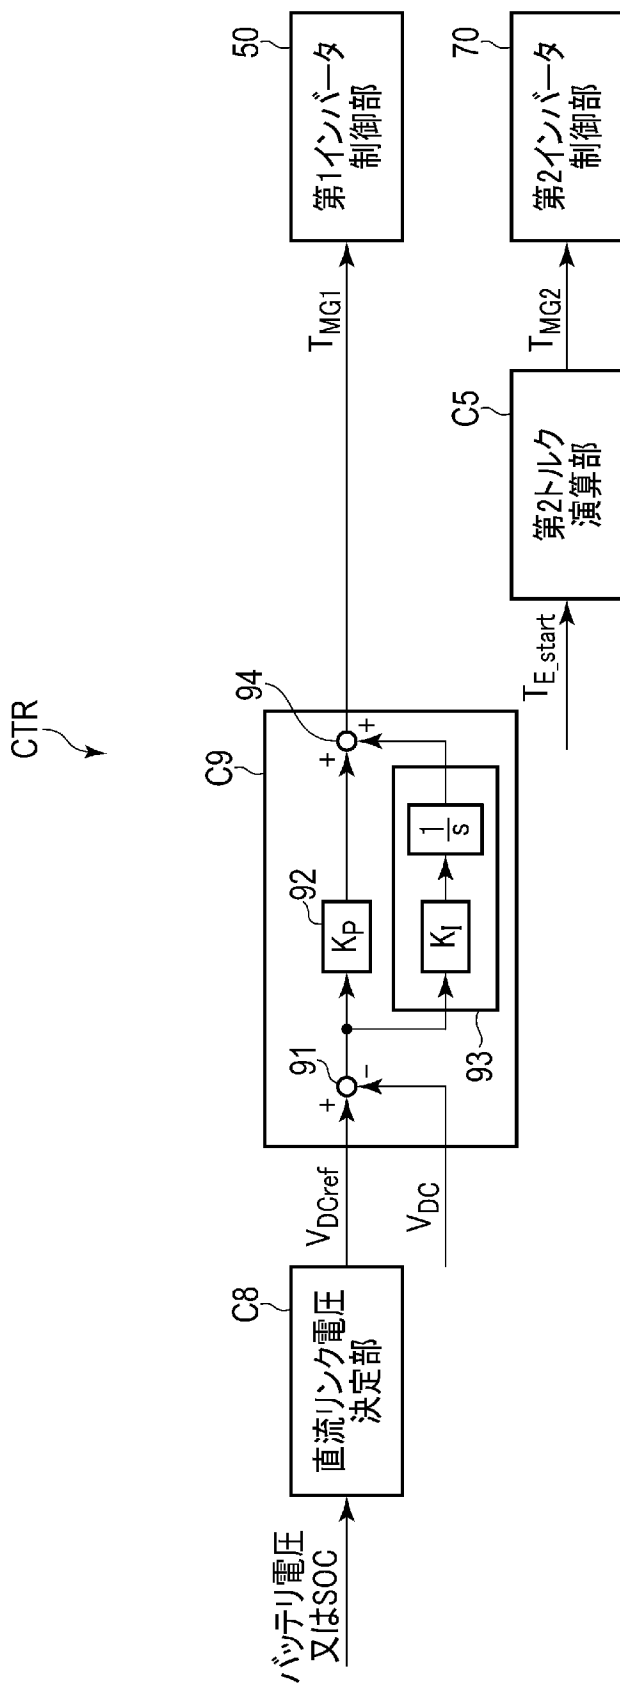 CTR
バッテリ電圧
又はSOC
C8
直流リンク電圧
決定部
V_DCref
V_DC
C9
91
+
-
92
K_P
93
K_I
1/s
94
+
+
T_MG1
50
第1インバータ
制御部
T_E_start
C5
第2トルク
演算部
T_MG2
70
第2インバータ
制御部